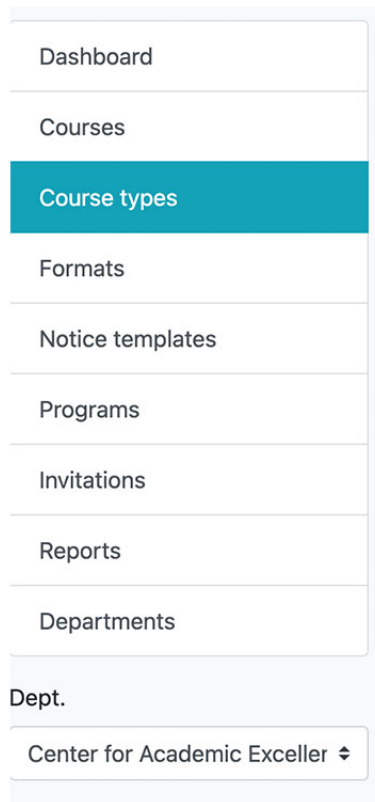 Dashboard
Courses
Course types
Formats
Notice templates
Programs
Invitations
Reports
Departments
Dept.
Center for Academic Exceller